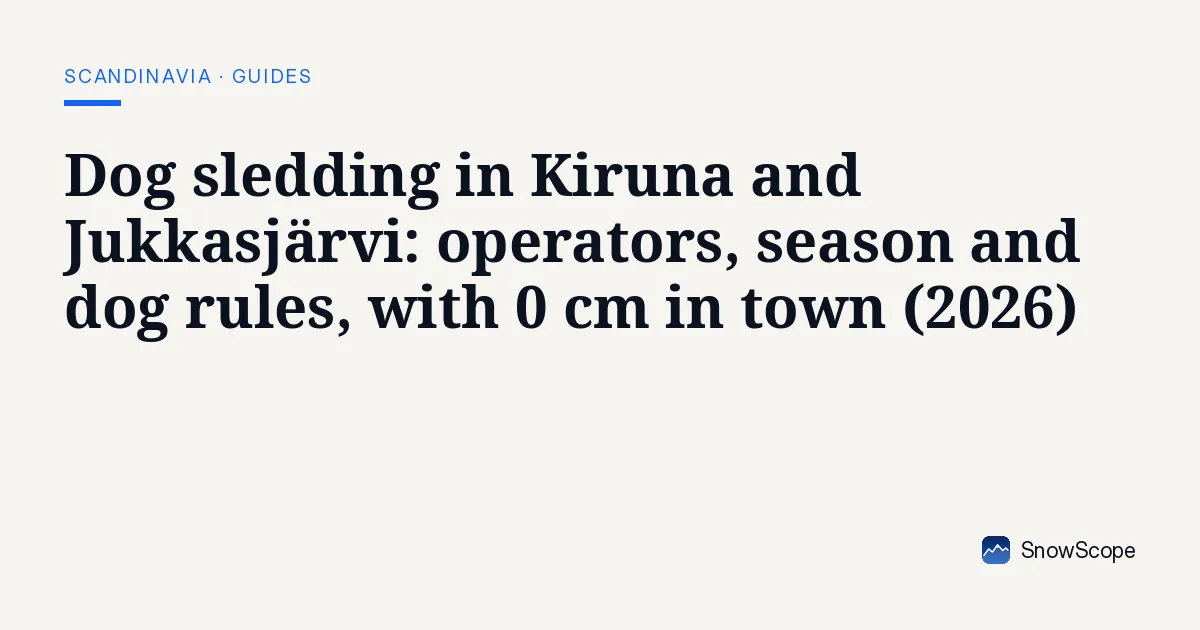 SCANDINAVIA · GUIDES
Dog sledding in Kiruna and
Jukkasjärvi: operators, season and
dog rules, with 0 cm in town (2026)
SnowScope